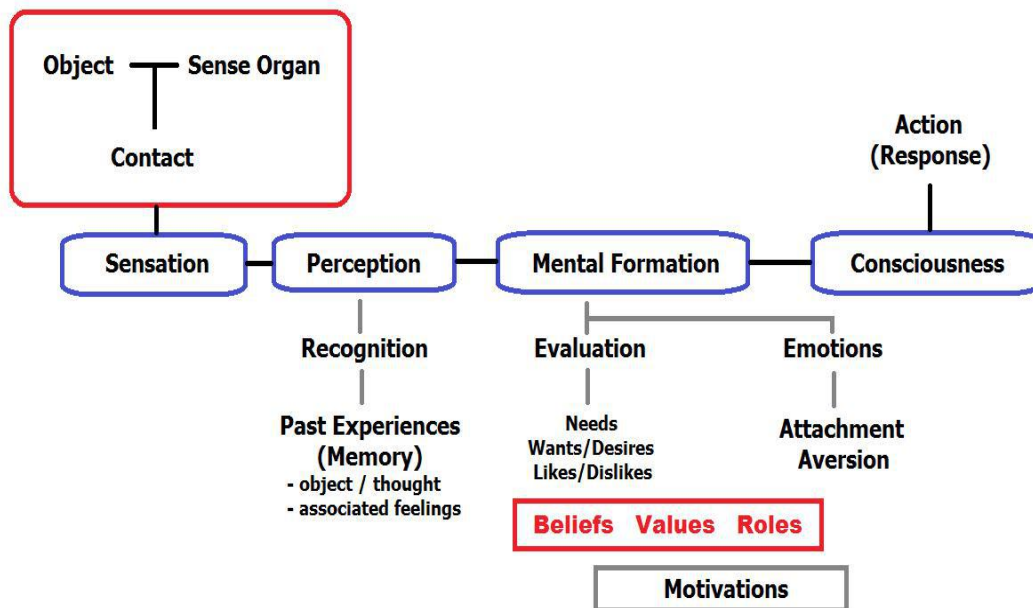 Object
Sense Organ
Contact
Action
(Response)
Sensation
Perception
Mental Formation
Consciousness
Recognition
Evaluation
Emotions
Past Experiences
(Memory)
- object / thought
- associated feelings
Needs
Wants/Desires
Likes/Dislikes
Attachment
Aversion
Beliefs Values Roles
Motivations